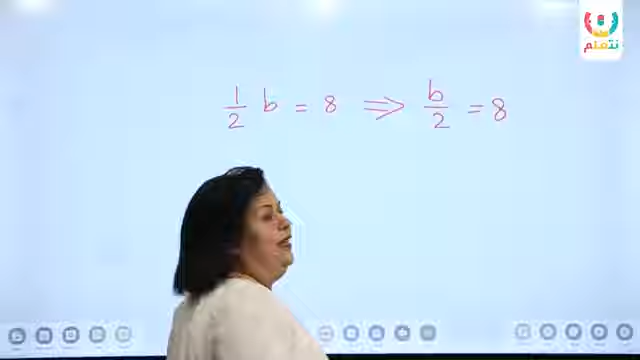 نتعلم
1/2 b = 8 ⇒ b/2 = 8